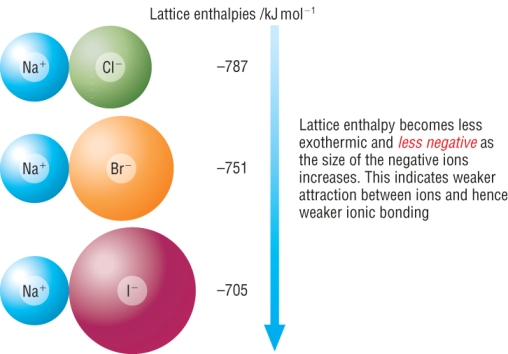 Lattice enthalpies /kJ mol⁻¹
Na⁺ Cl⁻ –787
Na⁺ Br⁻ –751
Na⁺ I⁻ –705
Lattice enthalpy becomes less
exothermic and less negative as
the size of the negative ions
increases. This indicates weaker
attraction between ions and hence
weaker ionic bonding